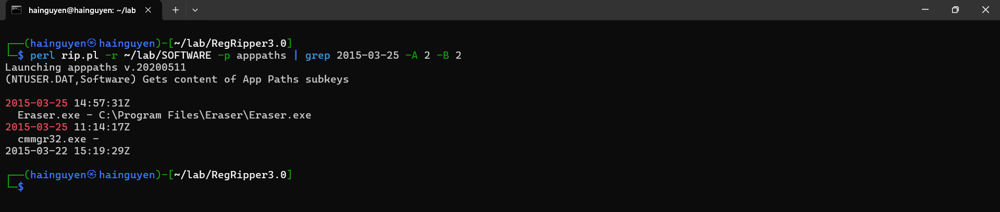 hainguyen@hainguyen: ~/lab
┌──(hainguyen㉿hainguyen)-[~/lab/RegRipper3.0]
└─$ perl rip.pl -r ~/lab/SOFTWARE -p apppaths | grep 2015-03-25 -A 2 -B 2
Launching apppaths v.20200511
(NTUSER.DAT,Software) Gets content of App Paths subkeys
2015-03-25 14:57:31Z
  Eraser.exe - C:\Program Files\Eraser\Eraser.exe
2015-03-25 11:14:17Z
  cmmgr32.exe -
2015-03-22 15:19:29Z
┌──(hainguyen㉿hainguyen)-[~/lab/RegRipper3.0]
└─$